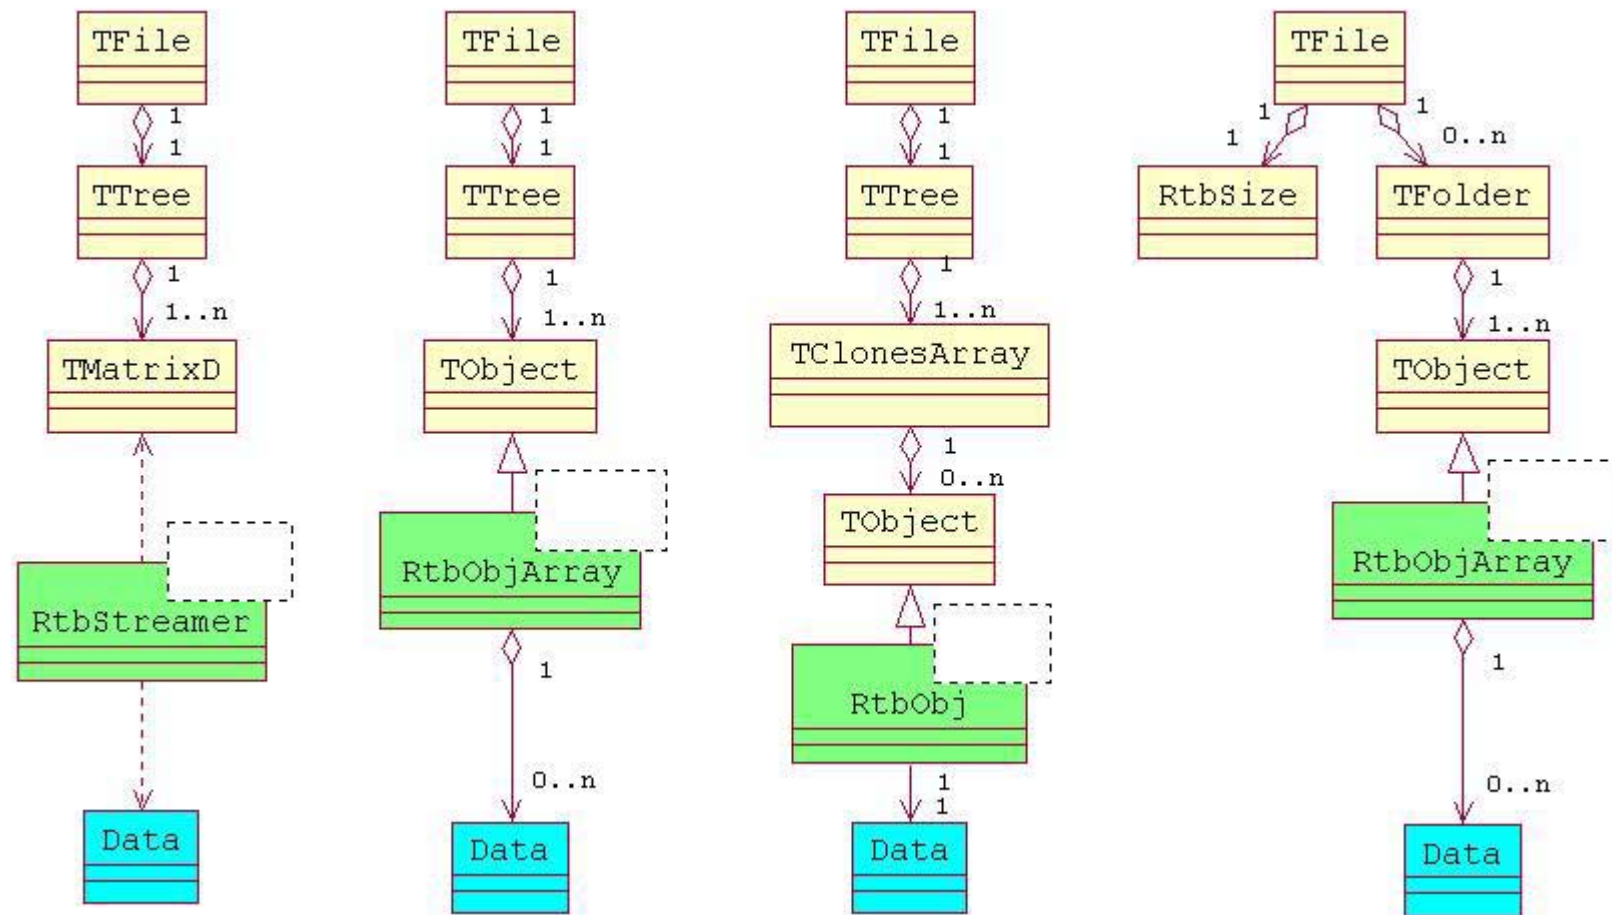 TFile
1
1
TTree
1
1..n
TMatrixD
RtbStreamer
Data
TFile
1
1
TTree
1
1..n
TObject
RtbObjArray
1
0..n
Data
TFile
1
1
TTree
1
1..n
TClonesArray
1
0..n
TObject
RtbObj
1
1
Data
TFile
1
1
1
0..n
RtbSize
TFolder
1
1..n
TObject
RtbObjArray
1
0..n
Data